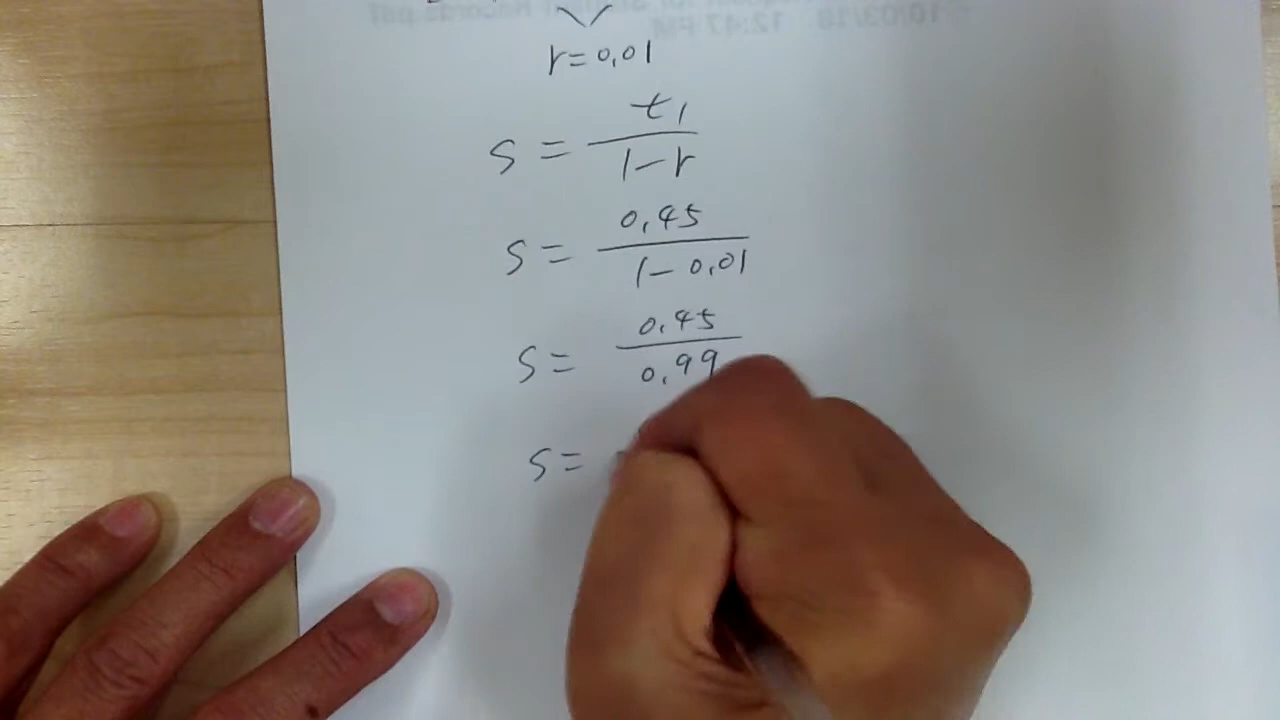 r=0.01
S = t1 / 1-r
S = 0.45 / 1-0.01
S = 0.45 / 0.99
S =